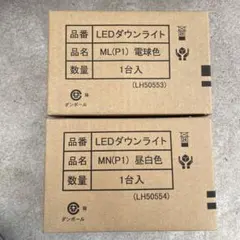 品番 LEDダウンライト
品名 ML(P1) 電球色
数量 1台入
(LH50553)
ダンボール
品番 LEDダウンライト
品名 MN(P1) 昼白色
数量 1台入
(LH50554)
ダンボール